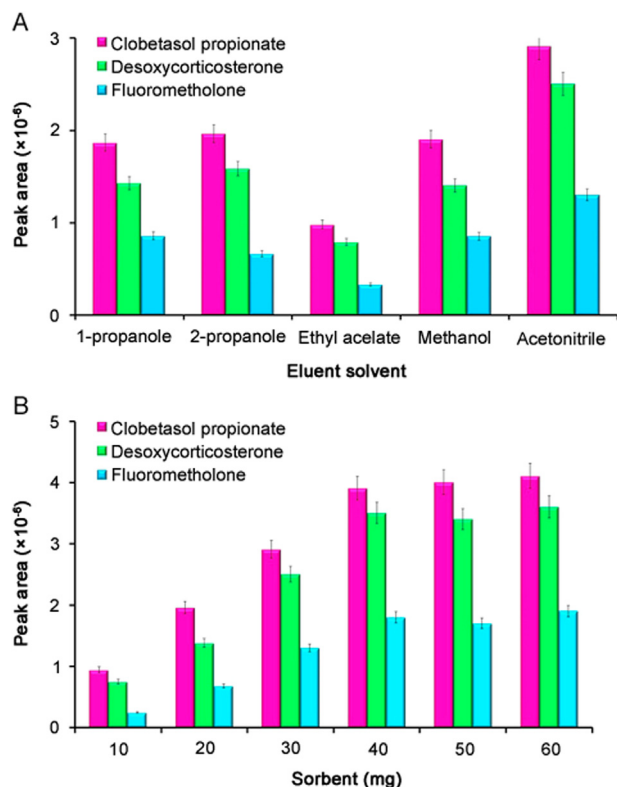 A
3
Clobetasol propionate
Desoxycorticosterone
Fluorometholone
2
1
0
Peak area (×10⁻⁶)
1-propanole 2-propanole Ethyl acelate Methanol Acetonitrile
Eluent solvent
B
5
Clobetasol propionate
Desoxycorticosterone
Fluorometholone
4
3
2
1
0
Peak area (×10⁻⁶)
10 20 30 40 50 60
Sorbent (mg)